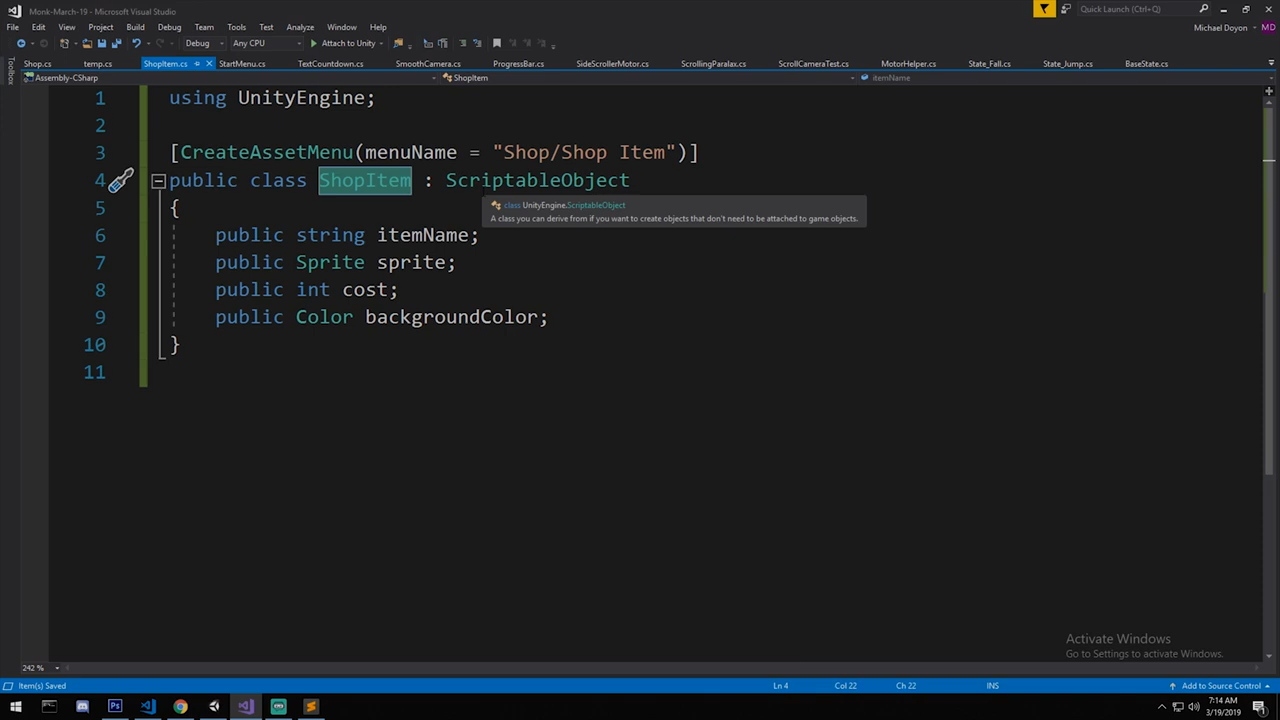 Monk-March-19 - Microsoft Visual Studio
Quick Launch (Ctrl+Q)
File Edit View Project Build Debug Team Tools Test Analyze Window Help
Michael Doyon MD
Debug Any CPU Attach to Unity
Shop.cs temp.cs ShopItem.cs StartMenu.cs TextCountdown.cs SmoothCamera.cs ProgressBar.cs SideScrollerMotor.cs ScrollingParalax.cs ScrollCameraTest.cs MotorHelper.cs State_Fall.cs State_Jump.cs BaseState.cs
Toolbox
Assembly-CSharp ShopItem itemName
1 using UnityEngine;
2
3 [CreateAssetMenu(menuName = "Shop/Shop Item")]
4 public class ShopItem : ScriptableObject
5 {
class UnityEngine.ScriptableObject
A class you can derive from if you want to create objects that don't need to be attached to game objects.
6 public string itemName;
7 public Sprite sprite;
8 public int cost;
9 public Color backgroundColor;
10 }
11
Activate Windows
Go to Settings to activate Windows.
242 %
Item(s) Saved Ln 4 Col 22 Ch 22 INS Add to Source Control
7:14 AM
3/19/2019